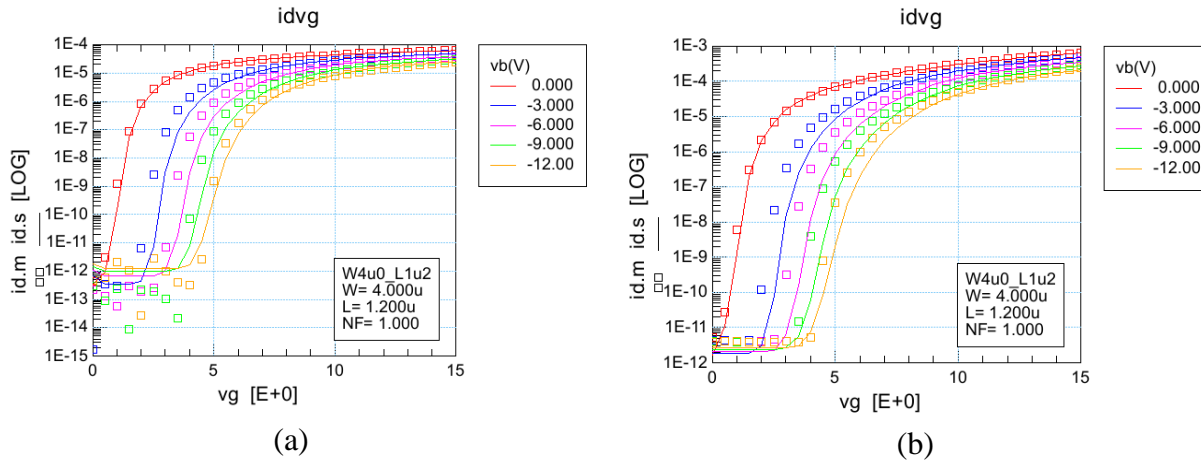 idvg
1E-4
1E-5
1E-6
1E-7
1E-8
1E-9
1E-10
1E-11
1E-12
1E-13
1E-14
1E-15
id.m id.s [LOG]
0
5
10
15
vg [E+0]
W4u0_L1u2
W= 4.000u
L= 1.200u
NF= 1.000
vb(V)
0.000
-3.000
-6.000
-9.000
-12.00
(a)
idvg
1E-3
1E-4
1E-5
1E-6
1E-7
1E-8
1E-9
1E-10
1E-11
1E-12
id.m id.s [LOG]
0
5
10
15
vg [E+0]
W4u0_L1u2
W= 4.000u
L= 1.200u
NF= 1.000
vb(V)
0.000
-3.000
-6.000
-9.000
-12.00
(b)